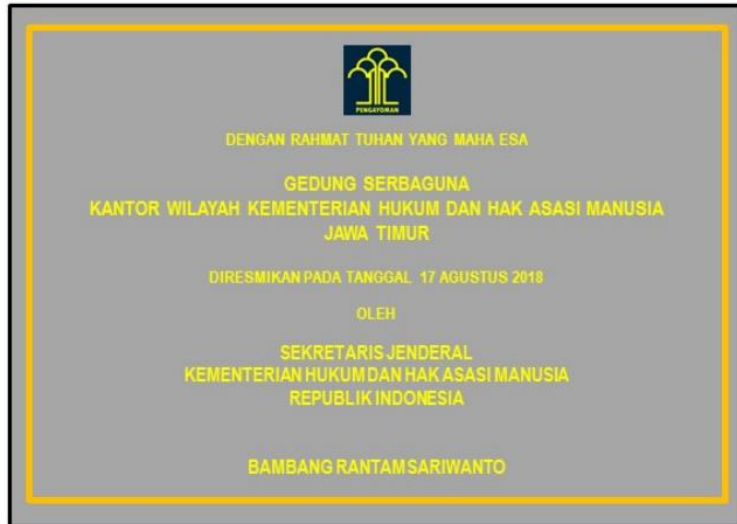 PENGAYOMAN
DENGAN RAHMAT TUHAN YANG MAHA ESA
GEDUNG SERBAGUNA
KANTOR WILAYAH KEMENTERIAN HUKUM DAN HAK ASASI MANUSIA
JAWA TIMUR
DIRESMIKAN PADA TANGGAL 17 AGUSTUS 2018
OLEH
SEKRETARIS JENDERAL
KEMENTERIAN HUKUM DAN HAK ASASI MANUSIA
REPUBLIK INDONESIA
BAMBANG RANTAM SARIWANTO